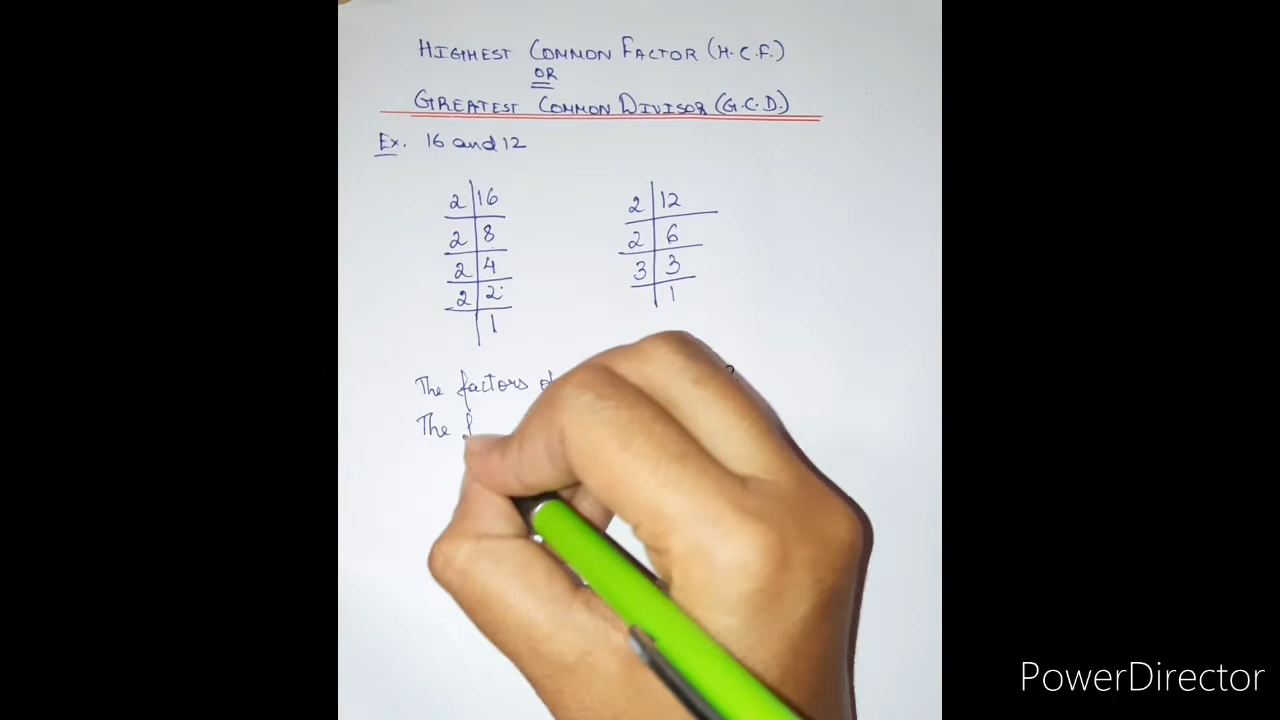 HIGHEST COMMON FACTOR (H.C.F.)
OR
GREATEST COMMON DIVISOR (G.C.D.)
Ex. 16 and 12
2 16 2 12
2 8 2 6
2 4 3 3
2 2 1
1
The factors of
The
PowerDirector